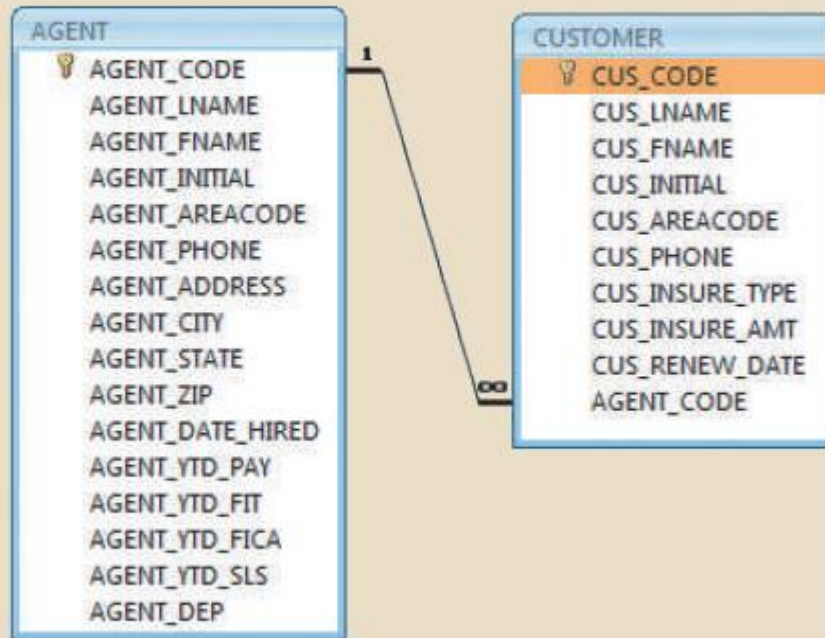 AGENT
AGENT_CODE
AGENT_LNAME
AGENT_FNAME
AGENT_INITIAL
AGENT_AREACODE
AGENT_PHONE
AGENT_ADDRESS
AGENT_CITY
AGENT_STATE
AGENT_ZIP
AGENT_DATE_HIRED
AGENT_YTD_PAY
AGENT_YTD_FIT
AGENT_YTD_FICA
AGENT_YTD_SLS
AGENT_DEP
1
∞
CUSTOMER
CUS_CODE
CUS_LNAME
CUS_FNAME
CUS_INITIAL
CUS_AREACODE
CUS_PHONE
CUS_INSURE_TYPE
CUS_INSURE_AMT
CUS_RENEW_DATE
AGENT_CODE